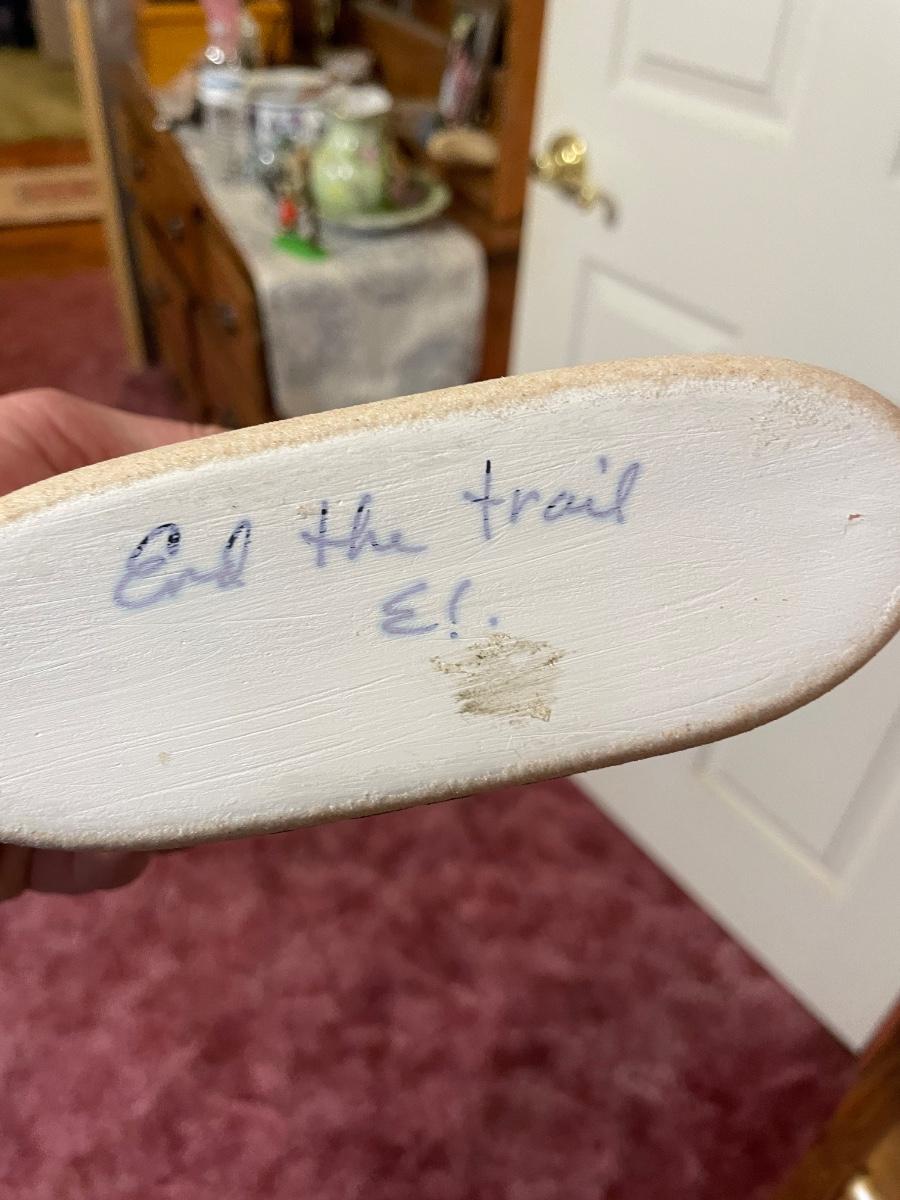 End the trail
E!.